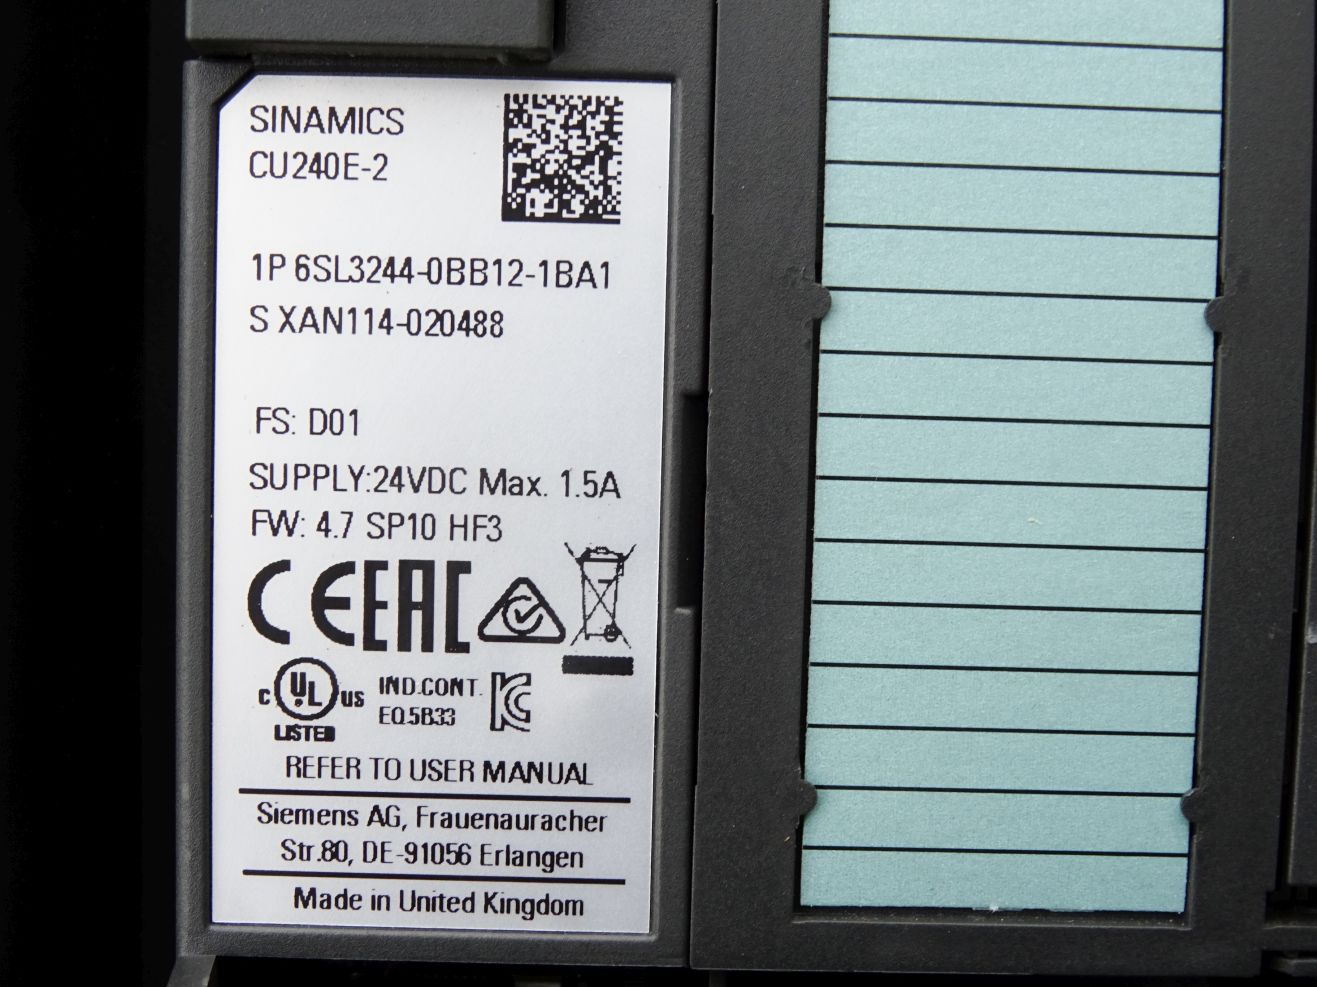 SINAMICS
CU240E-2
1P 6SL3244-0BB12-1BA1
S XAN114-020488
FS: D01
SUPPLY:24VDC Max. 1.5A
FW: 4.7 SP10 HF3
CE EAC
C UL US IND.CONT.
LISTED EQ.5B33
REFER TO USER MANUAL
Siemens AG, Frauenauracher
Str.80, DE-91056 Erlangen
Made in United Kingdom